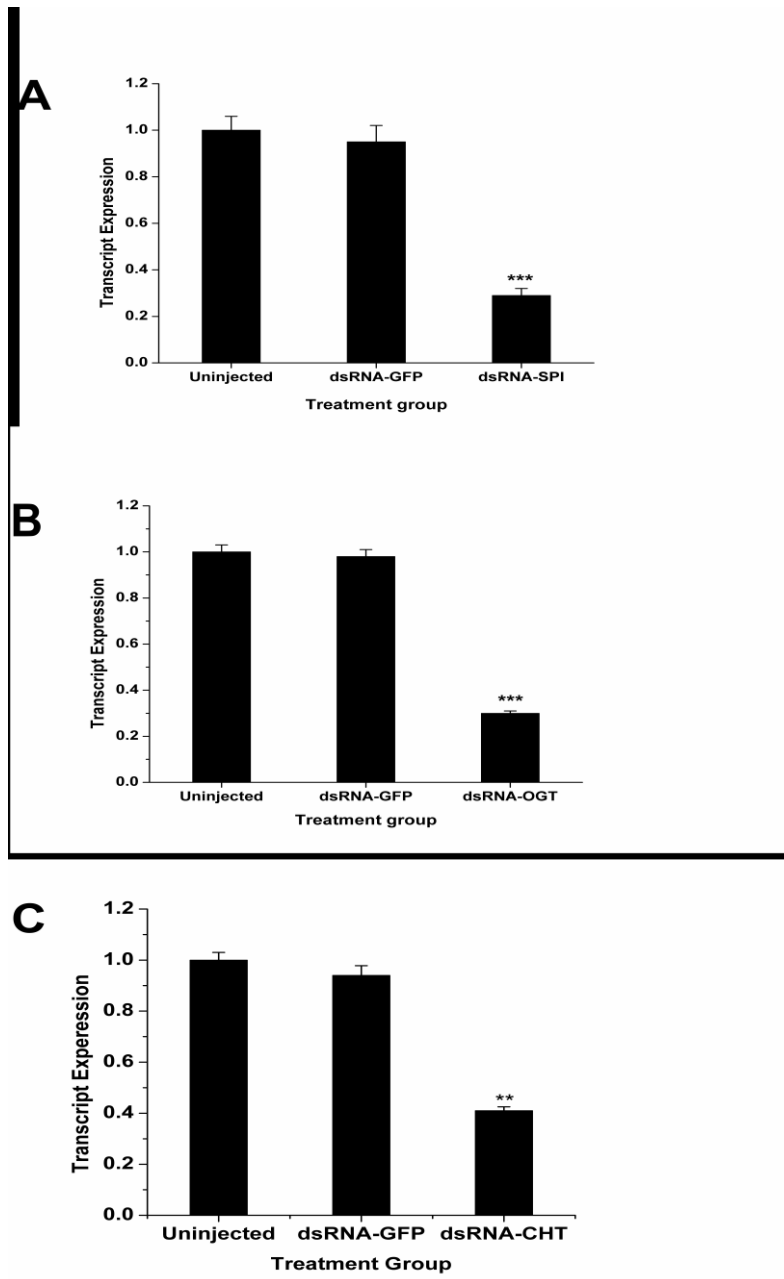 A
1.2
1.0
0.8
0.6
0.4
0.2
0.0
Transcript Expression
***
Uninjected dsRNA-GFP dsRNA-SPI
Treatment group
B
1.2
1.0
0.8
0.6
0.4
0.2
0.0
Transcript Expression
***
Uninjected dsRNA-GFP dsRNA-OGT
Treatment group
C
1.2
1.0
0.8
0.6
0.4
0.2
0.0
Transcript Experession
**
Uninjected dsRNA-GFP dsRNA-CHT
Treatment Group